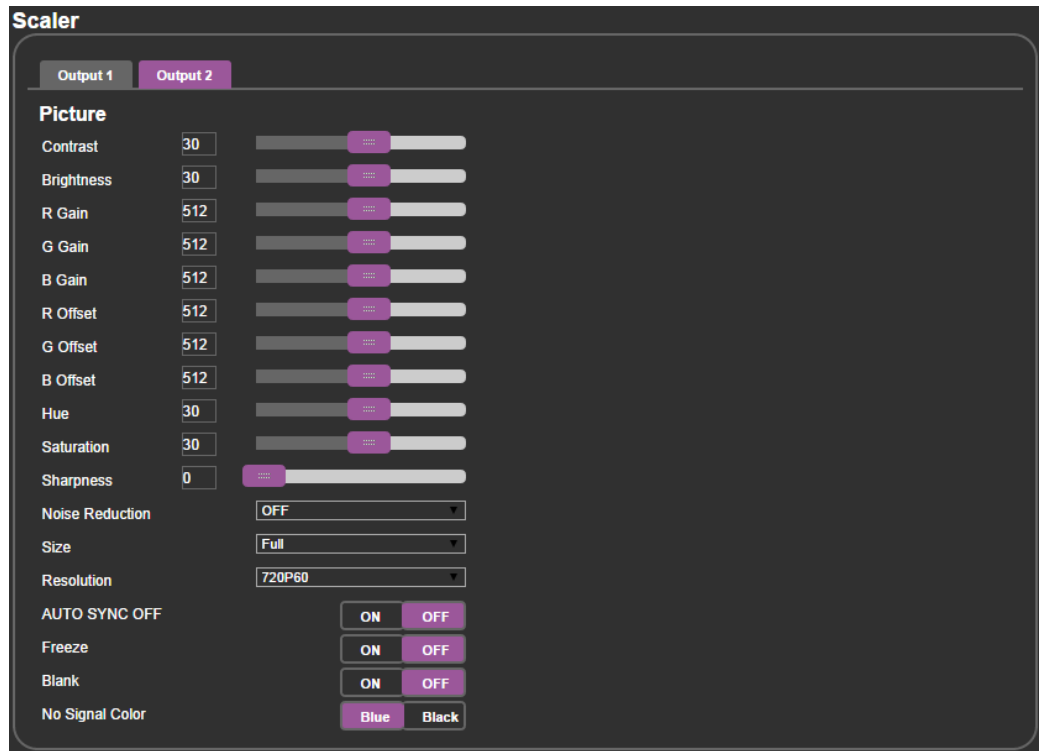 Scaler
Output 1 Output 2
Picture
Contrast 30
Brightness 30
R Gain 512
G Gain 512
B Gain 512
R Offset 512
G Offset 512
B Offset 512
Hue 30
Saturation 30
Sharpness 0
Noise Reduction OFF
Size Full
Resolution 720P60
AUTO SYNC OFF ON OFF
Freeze ON OFF
Blank ON OFF
No Signal Color Blue Black